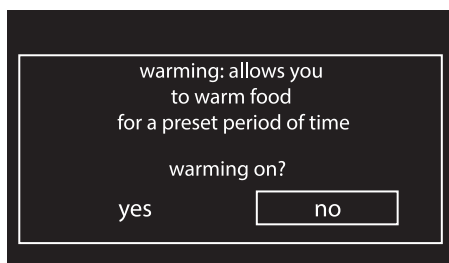 warming: allows you
to warm food
for a preset period of time
warming on?
yes no